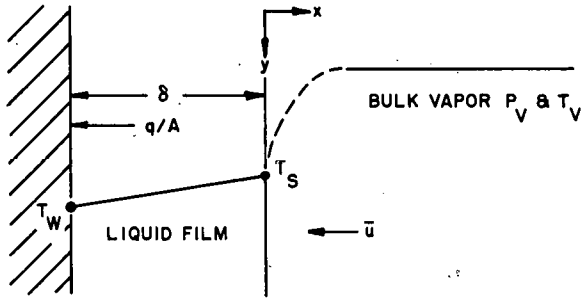 x
y
δ
BULK VAPOR P_V & T_V
q/A
T_S
T_W
LIQUID FILM
ū